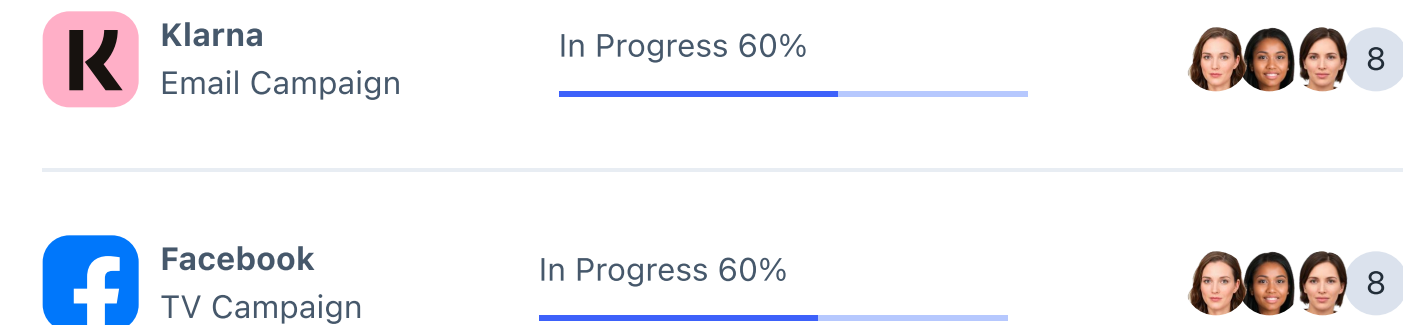 Klarna
Email Campaign
In Progress 60%
8
Facebook
TV Campaign
In Progress 60%
8